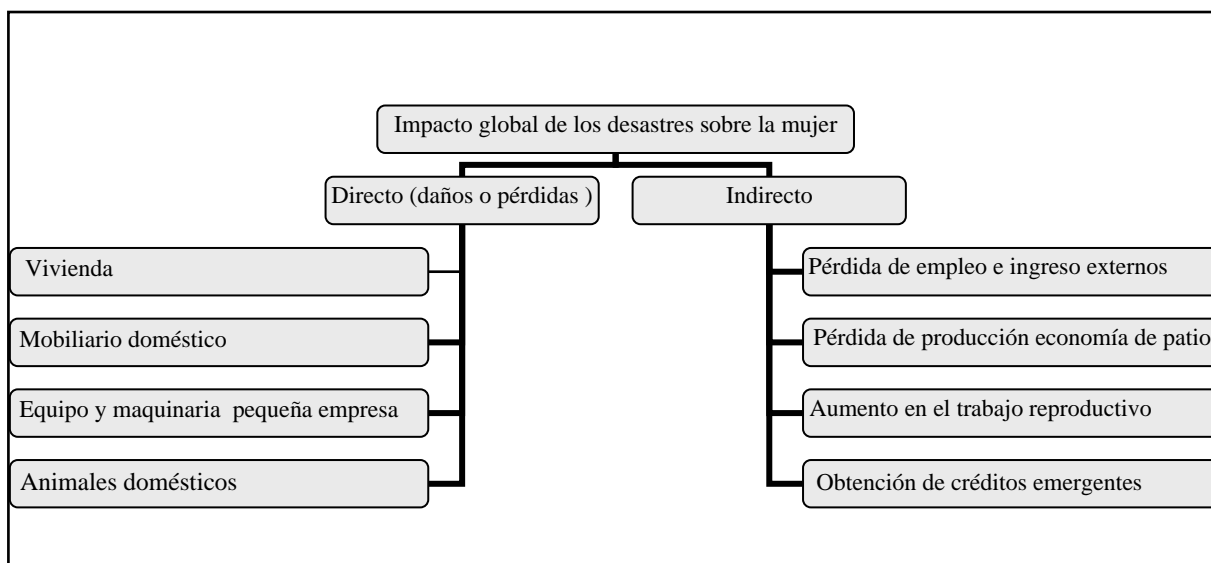 Impacto global de los desastres sobre la mujer
Directo (daños o pérdidas )
Indirecto
Vivienda
Mobiliario doméstico
Equipo y maquinaria pequeña empresa
Animales domésticos
Pérdida de empleo e ingreso externos
Pérdida de producción economía de patio
Aumento en el trabajo reproductivo
Obtención de créditos emergentes